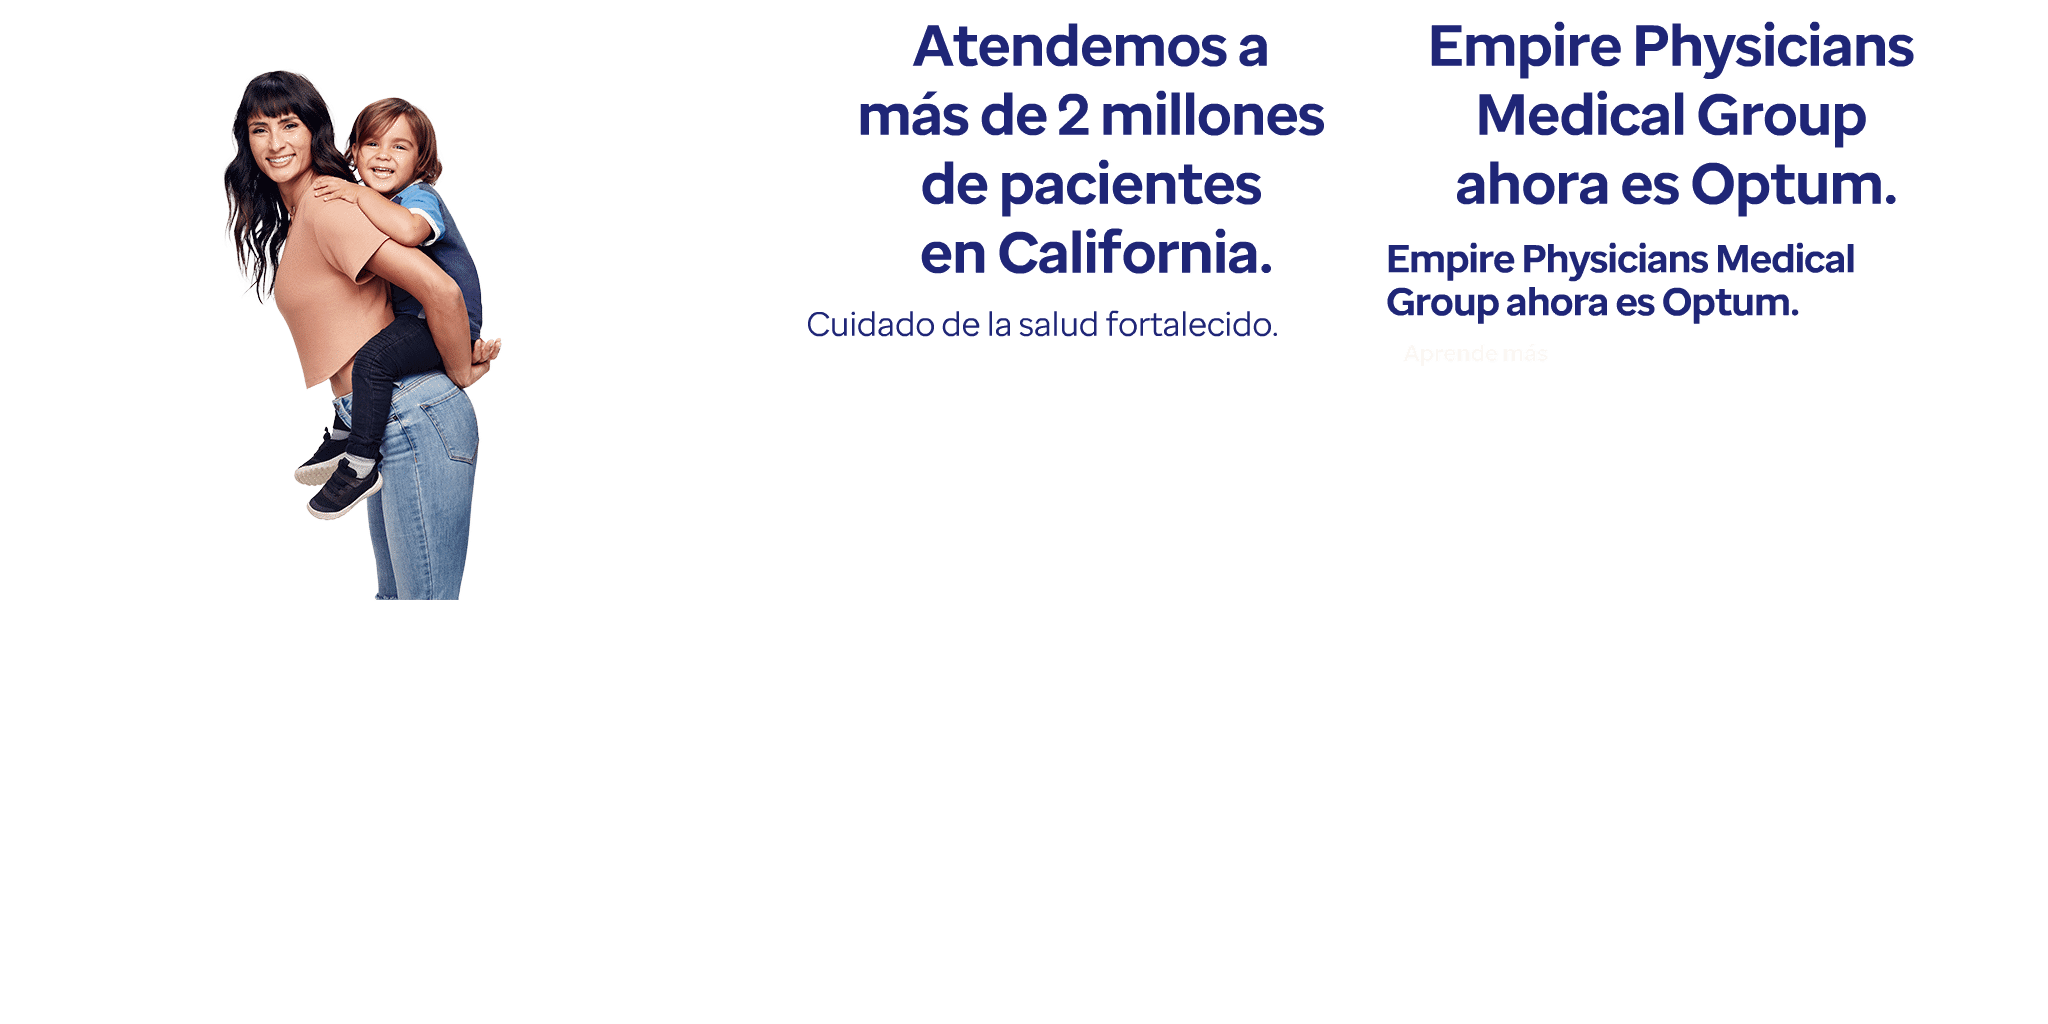 Atendemos a
más de 2 millones
de pacientes
en California.
Cuidado de la salud fortalecido.
Empire Physicians
Medical Group
ahora es Optum.
Empire Physicians Medical
Group ahora es Optum.
Aprende más